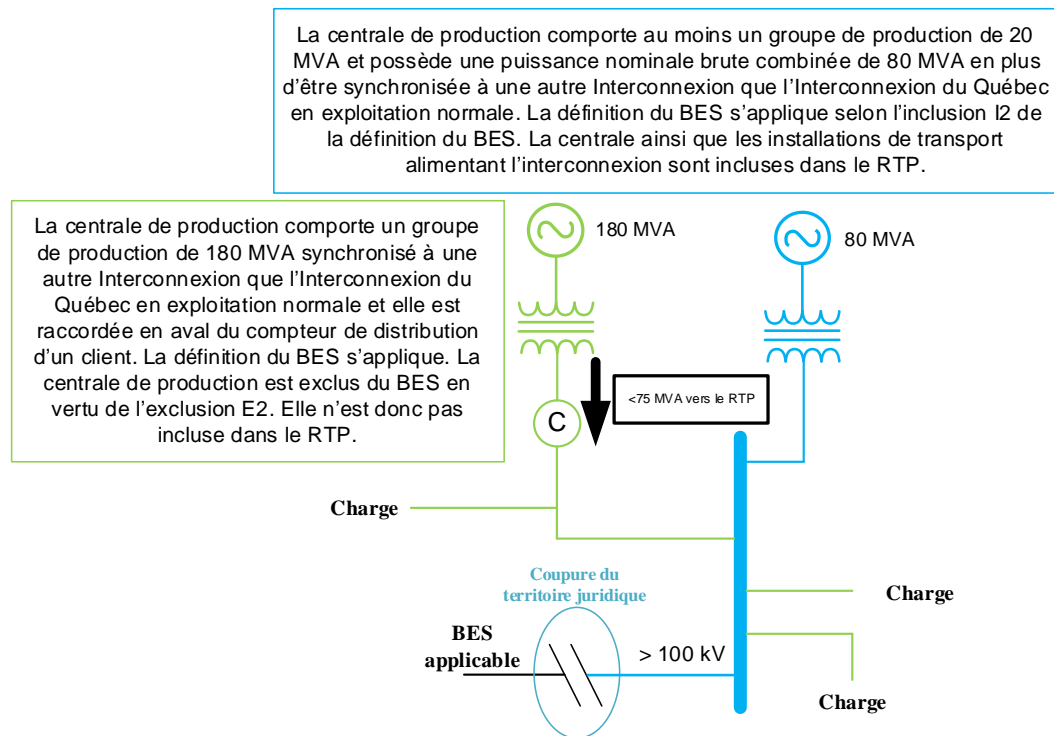 La centrale de production comporte au moins un groupe de production de 20
MVA et possède une puissance nominale brute combinée de 80 MVA en plus
d'être synchronisée à une autre Interconnexion que l'Interconnexion du Québec
en exploitation normale. La définition du BES s'applique selon l'inclusion I2 de
la définition du BES. La centrale ainsi que les installations de transport
alimentant l'interconnexion sont incluses dans le RTP.
La centrale de production comporte un groupe
de production de 180 MVA synchronisé à une
autre Interconnexion que l'Interconnexion du
Québec en exploitation normale et elle est
raccordée en aval du compteur de distribution
d'un client. La définition du BES s'applique. La
centrale de production est exclus du BES en
vertu de l'exclusion E2. Elle n'est donc pas
incluse dans le RTP.
180 MVA
80 MVA
<75 MVA vers le RTP
C
Charge
Coupure du
territoire juridique
Charge
BES
applicable
> 100 kV
Charge